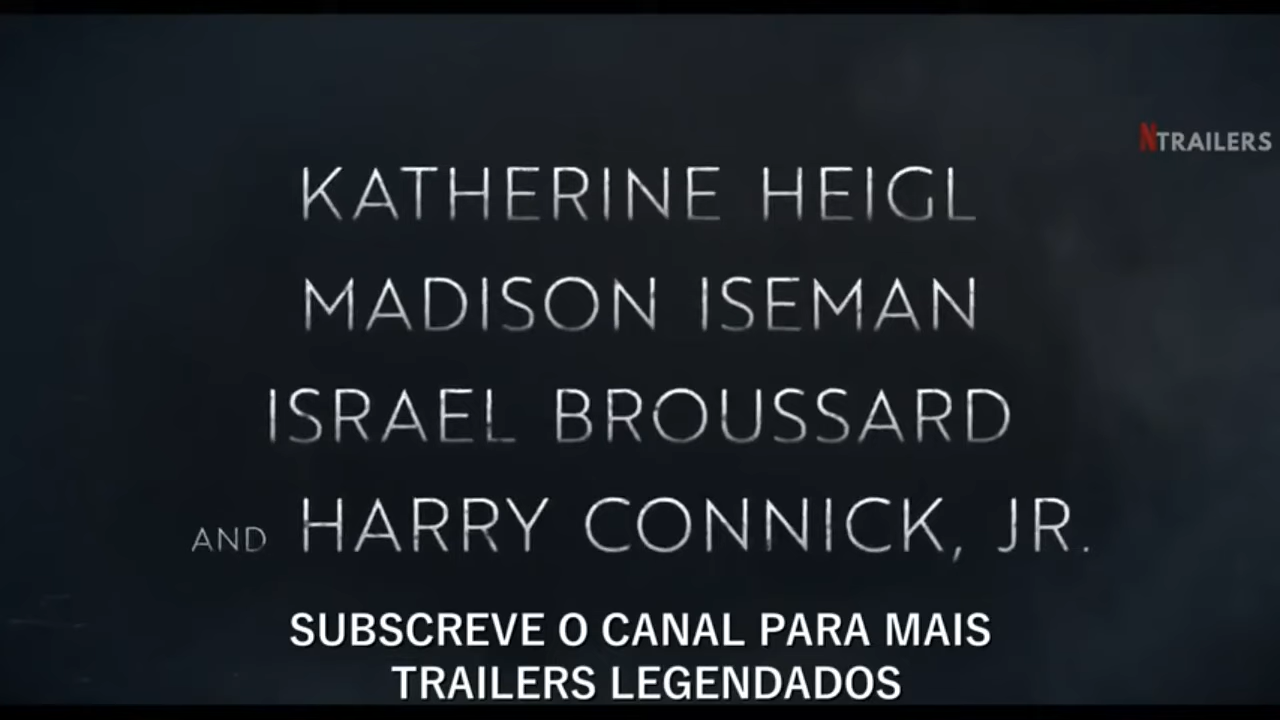 NTRAILERS
KATHERINE HEIGL
MADISON ISEMAN
ISRAEL BROUSSARD
AND HARRY CONNICK, JR.
SUBSCREVE O CANAL PARA MAIS
TRAILERS LEGENDADOS